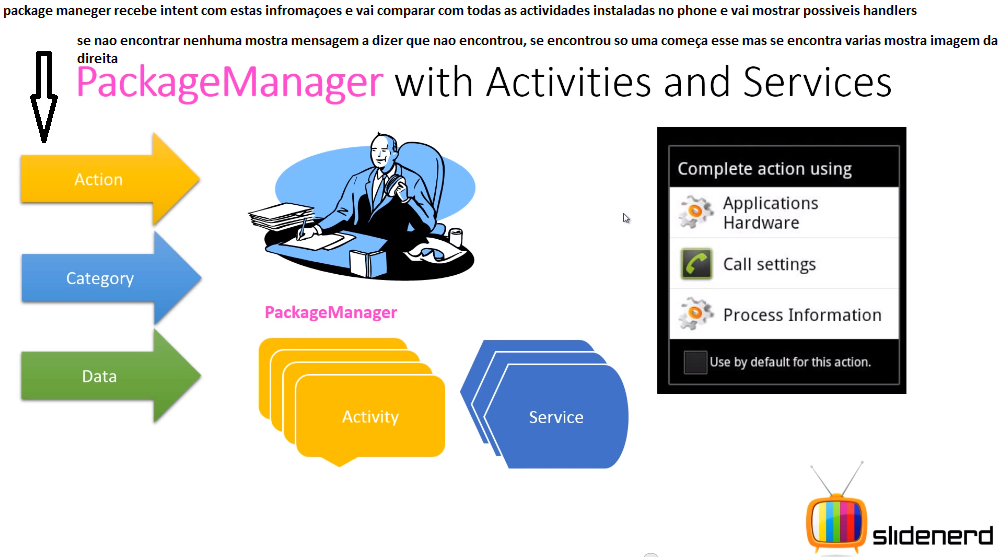 package maneger recebe intent com estas infromaçoes e vai comparar com todas as actividades instaladas no phone e vai mostrar possiveis handlers
se nao encontrar nenhuma mostra mensagem a dizer que nao encontrou, se encontrou so uma começa esse mas se encontra varias mostra imagem da
direita
PackageManager with Activities and Services
Action
Category
Data
PackageManager
Activity
Service
Complete action using
Applications
Hardware
Call settings
Process Information
Use by default for this action.
slidenerd